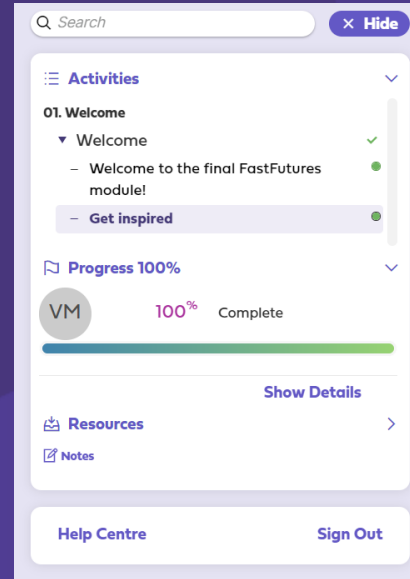 Search
× Hide
Activities
01. Welcome
Welcome
– Welcome to the final FastFutures
module!
– Get inspired
Progress 100%
VM 100% Complete
Show Details
Resources
Notes
Help Centre Sign Out